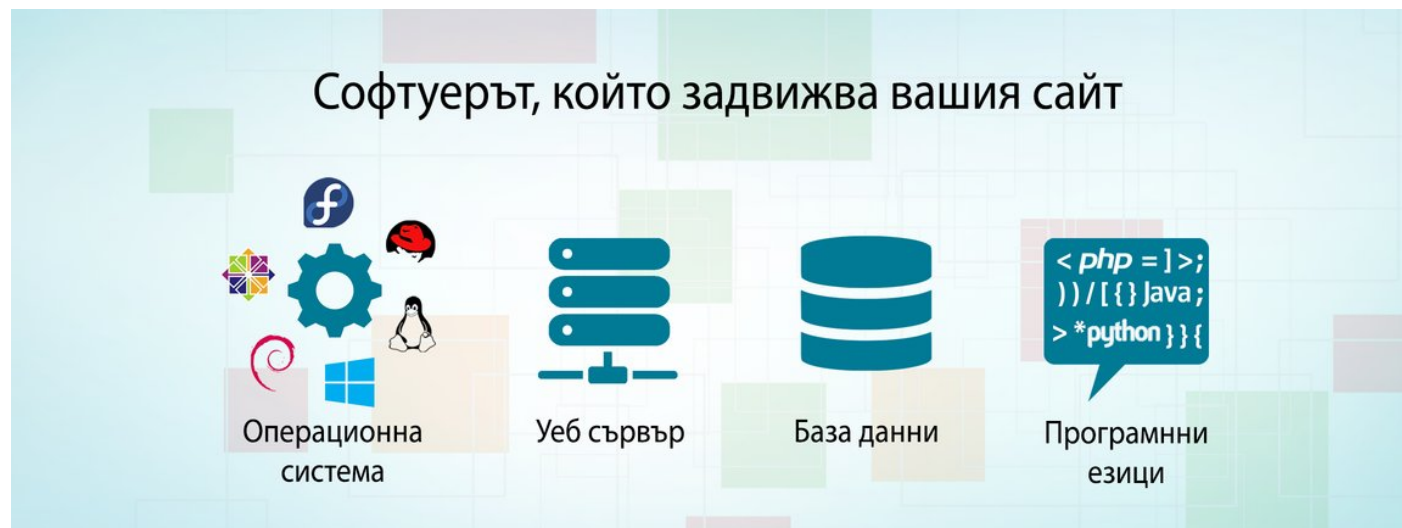 Софтуерът, който задвижва вашия сайт
< php = ] >;
) ) / [ { } Java ;
> * python } } {
Операционна
система
Уеб сървър
База данни
Програмнни
езици